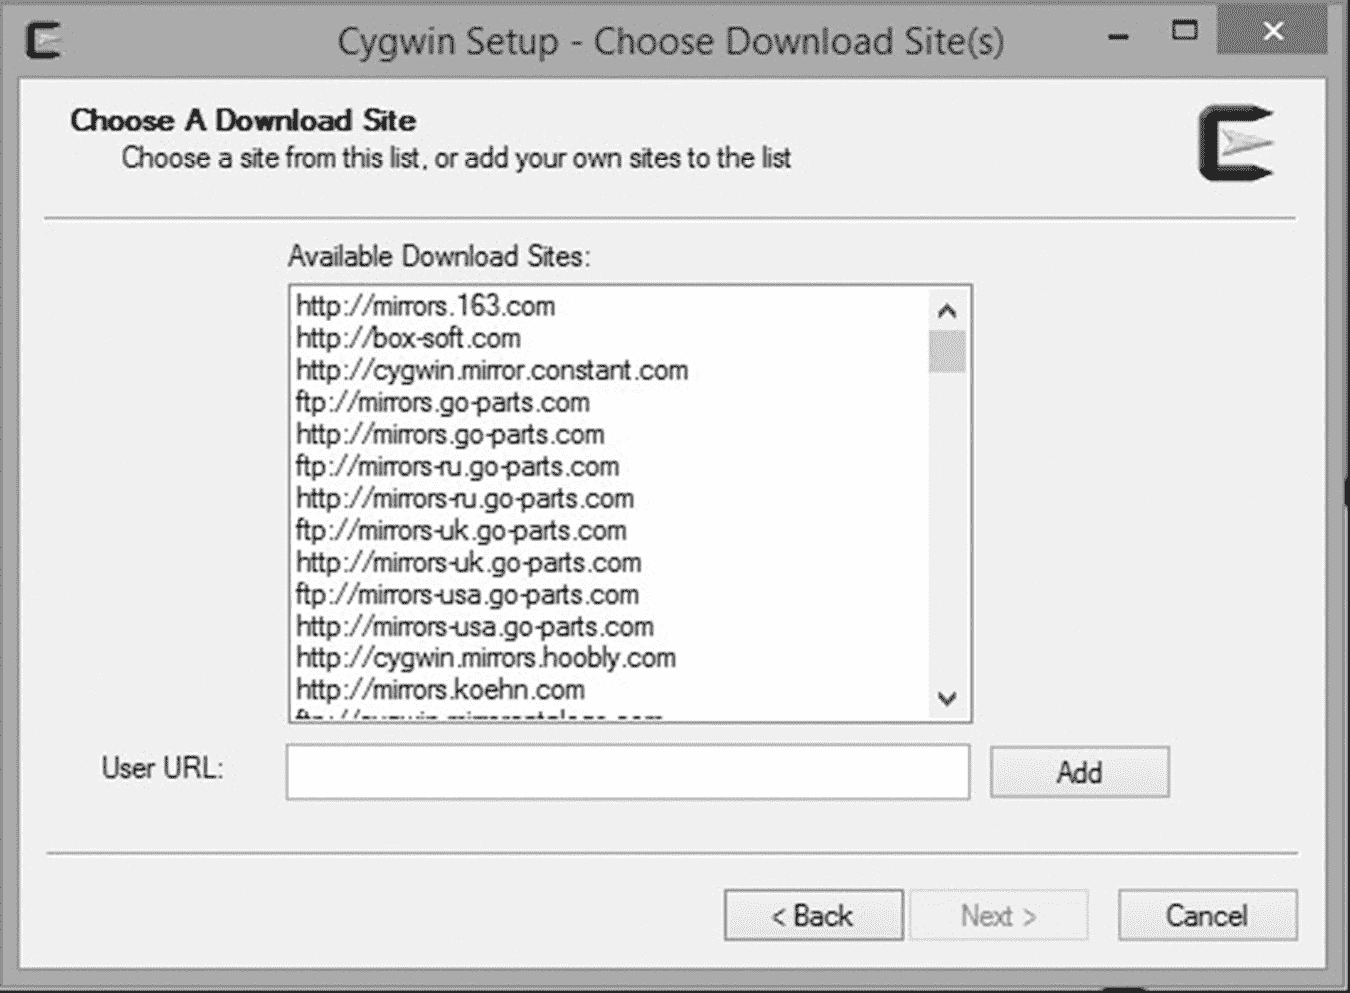 Cygwin Setup - Choose Download Site(s)
Choose A Download Site
Choose a site from this list, or add your own sites to the list
Available Download Sites:
http://mirrors.163.com
http://box-soft.com
http://cygwin.mirror.constant.com
ftp://mirrors.go-parts.com
http://mirrors.go-parts.com
ftp://mirrors-ru.go-parts.com
http://mirrors-ru.go-parts.com
ftp://mirrors-uk.go-parts.com
http://mirrors-uk.go-parts.com
ftp://mirrors-usa.go-parts.com
http://mirrors-usa.go-parts.com
http://cygwin.mirrors.hoobly.com
http://mirrors.koehn.com
User URL:
Add
< Back
Next >
Cancel